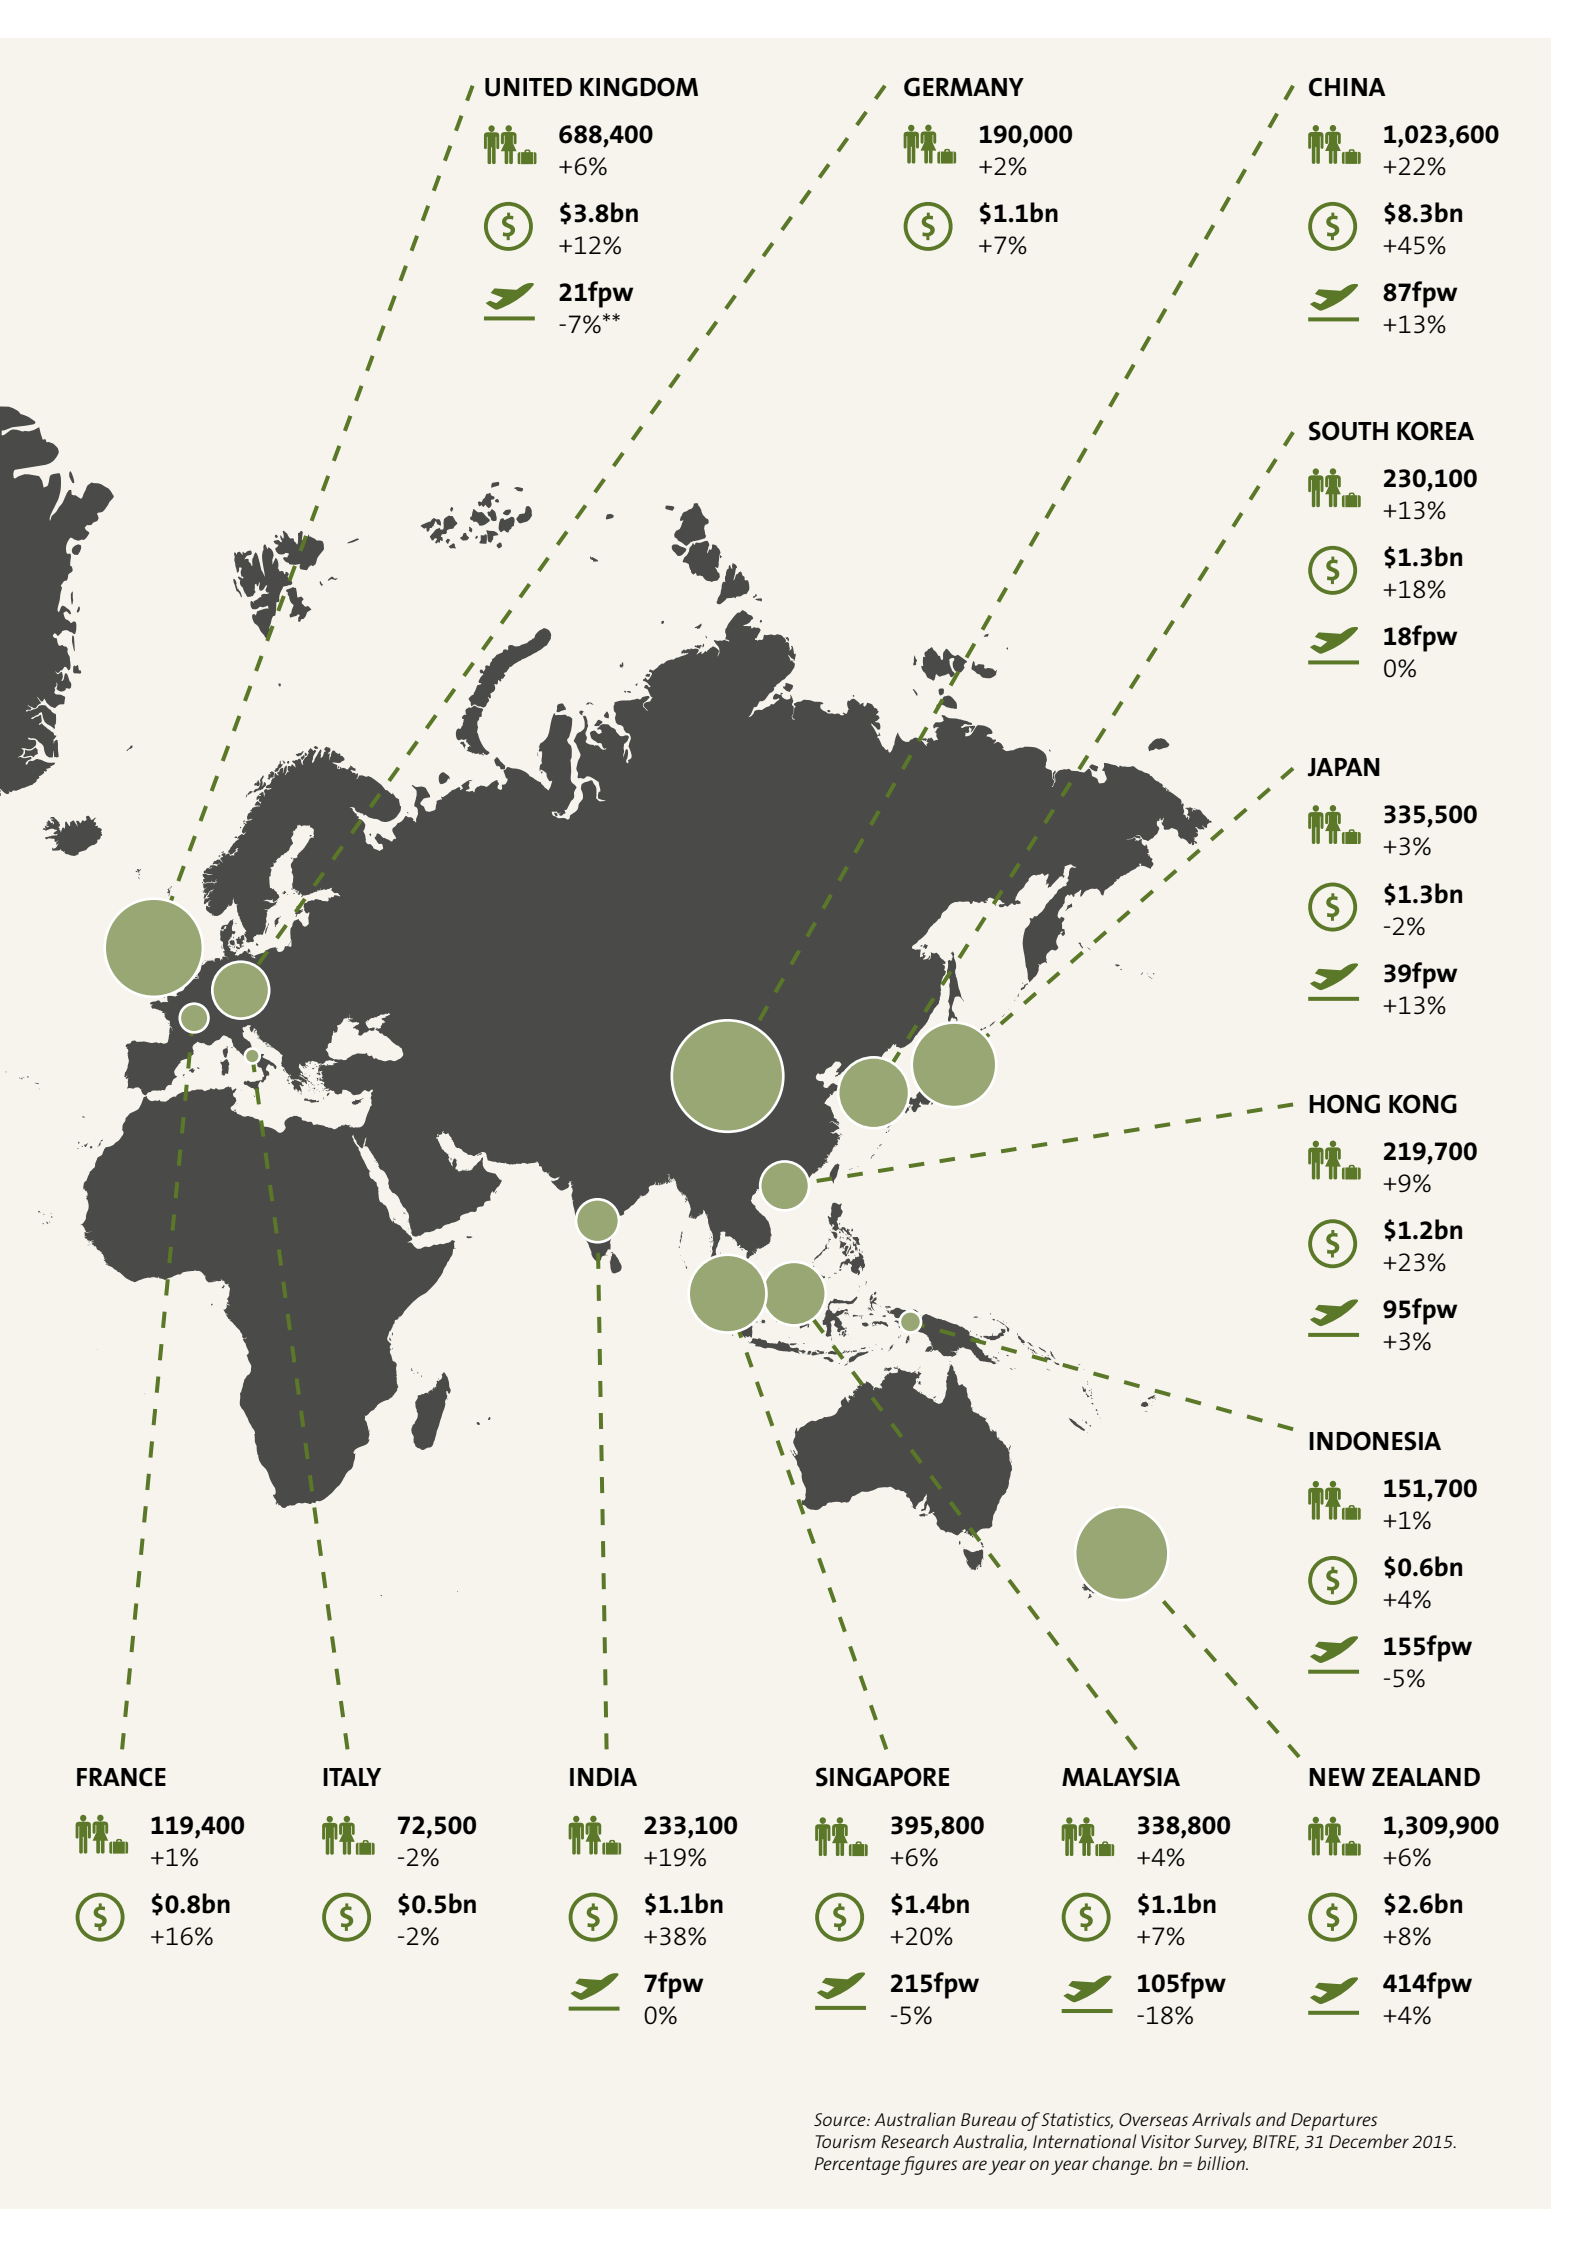 UNITED KINGDOM
688,400
+6%
$3.8bn
+12%
21fpw
-7%**
GERMANY
190,000
+2%
$1.1bn
+7%
CHINA
1,023,600
+22%
$8.3bn
+45%
87fpw
+13%
SOUTH KOREA
230,100
+13%
$1.3bn
+18%
18fpw
0%
JAPAN
335,500
+3%
$1.3bn
-2%
39fpw
+13%
HONG KONG
219,700
+9%
$1.2bn
+23%
95fpw
+3%
INDONESIA
151,700
+1%
$0.6bn
+4%
155fpw
-5%
FRANCE
119,400
+1%
$0.8bn
+16%
ITALY
72,500
-2%
$0.5bn
-2%
INDIA
233,100
+19%
$1.1bn
+38%
7fpw
0%
SINGAPORE
395,800
+6%
$1.4bn
+20%
215fpw
-5%
MALAYSIA
338,800
+4%
$1.1bn
+7%
105fpw
-18%
NEW ZEALAND
1,309,900
+6%
$2.6bn
+8%
414fpw
+4%
Source: Australian Bureau of Statistics, Overseas Arrivals and Departures
Tourism Research Australia, International Visitor Survey, BITRE, 31 December 2015.
Percentage figures are year on year change. bn = billion.